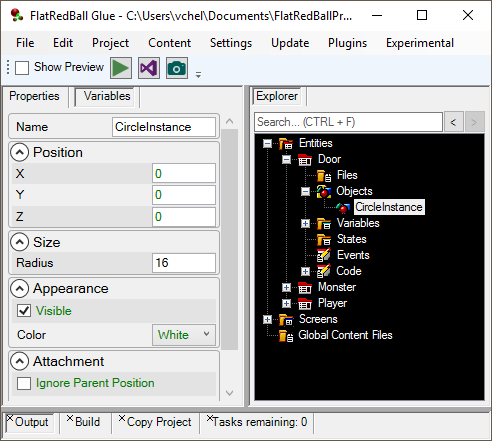 FlatRedBall Glue - C:\Users\vchel\Documents\FlatRedBallPr...
File Edit Project Content Settings Update Plugins Experimental
Show Preview
Properties Variables
Name CircleInstance
Position
X 0
Y 0
Z 0
Size
Radius 16
Appearance
Visible
Color White
Attachment
Ignore Parent Position
Explorer
Search... (CTRL + F) < >
Entities
Door
Files
Objects
CircleInstance
Variables
States
Events
Code
Monster
Player
Screens
Global Content Files
Output Build Copy Project Tasks remaining: 0